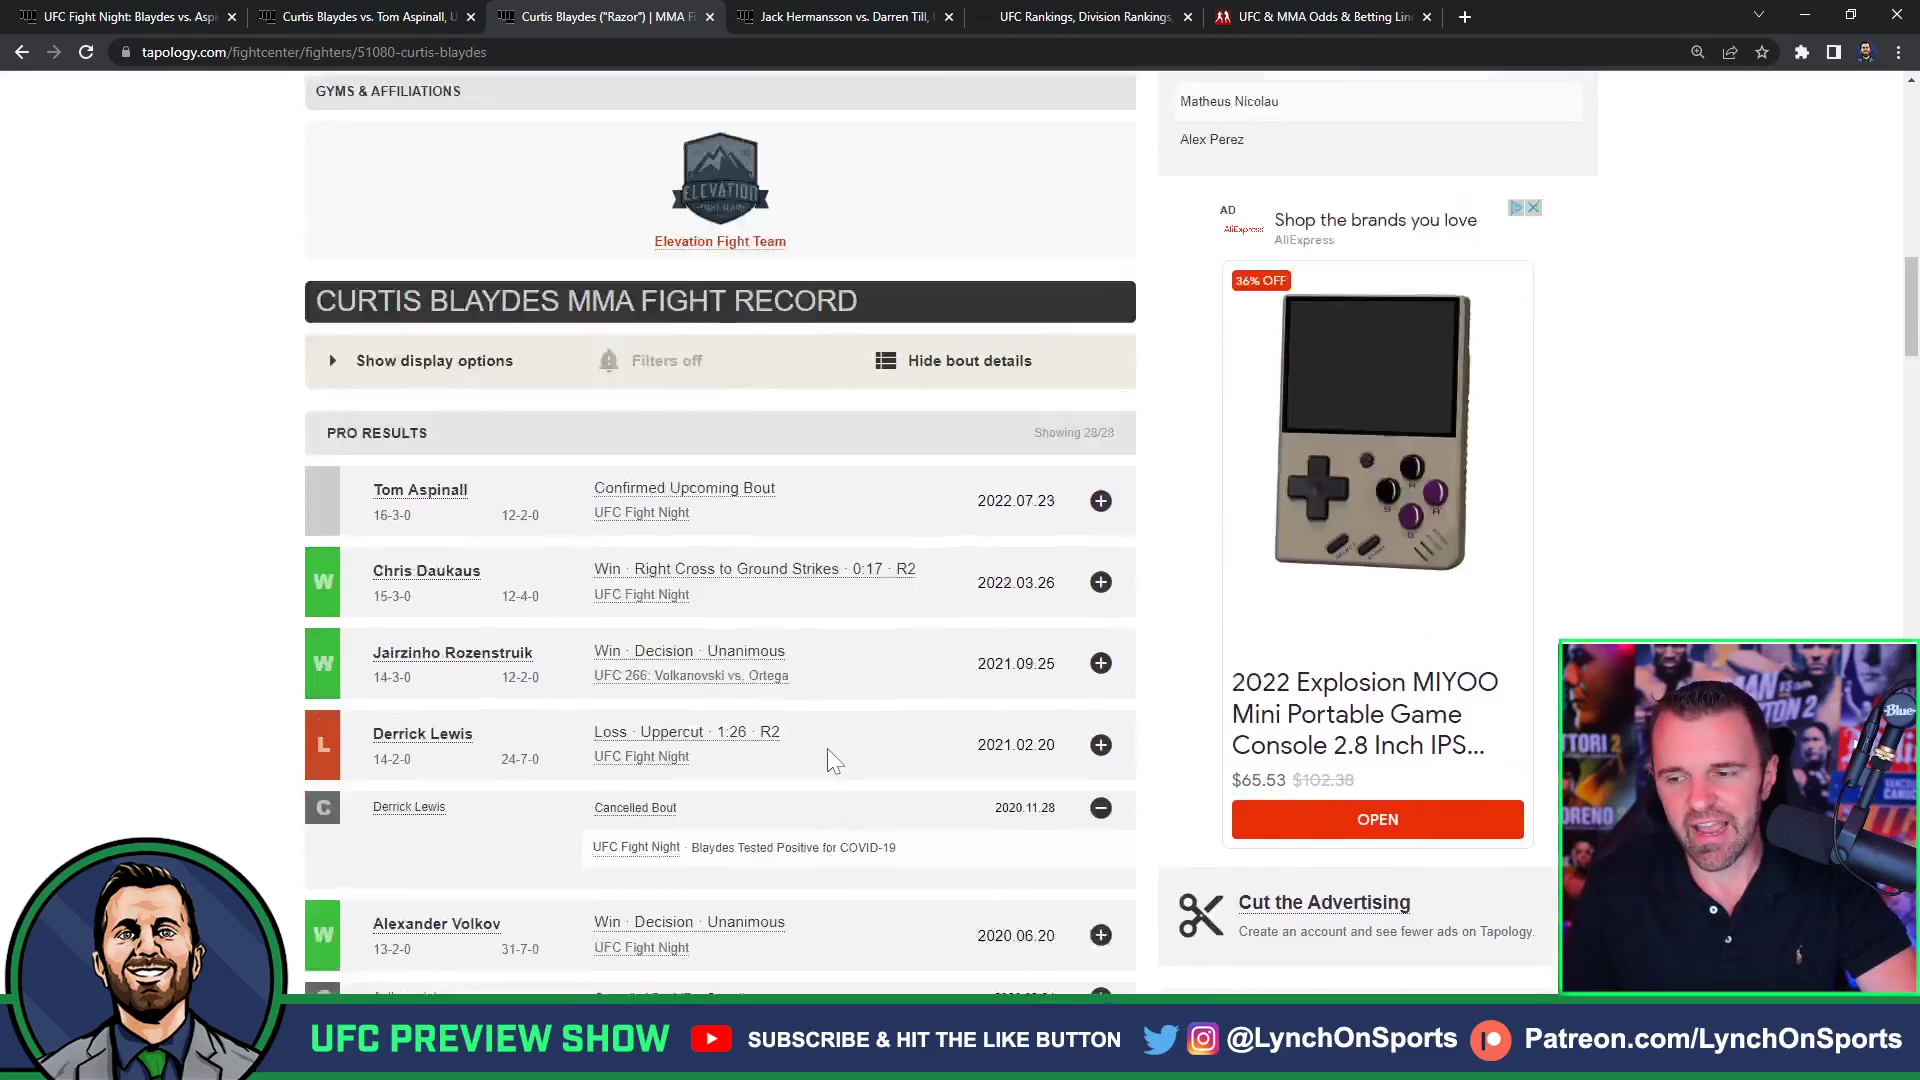 UFC Fight Night: Blaydes vs. Aspi
Curtis Blaydes vs. Tom Aspinall, U
Curtis Blaydes ("Razor") | MMA F
Jack Hermansson vs. Darren Till,
UFC Rankings, Division Rankings,
UFC & MMA Odds & Betting Lin
tapology.com/fightcenter/fighters/51080-curtis-blaydes
GYMS & AFFILIATIONS
ELEVATION
FIGHT TEAM
Elevation Fight Team
CURTIS BLAYDES MMA FIGHT RECORD
Show display options
Filters off
Hide bout details
PRO RESULTS
Showing 28/28
Tom Aspinall
Confirmed Upcoming Bout
2022.07.23
16-3-0
12-2-0
UFC Fight Night
W
Chris Daukaus
Win · Right Cross to Ground Strikes · 0:17 · R2
2022.03.26
15-3-0
12-4-0
UFC Fight Night
W
Jairzinho Rozenstruik
Win · Decision · Unanimous
2021.09.25
14-3-0
12-2-0
UFC 266: Volkanovski vs. Ortega
L
Derrick Lewis
Loss · Uppercut · 1:26 · R2
2021.02.20
14-2-0
24-7-0
UFC Fight Night
C
Derrick Lewis
Cancelled Bout
2020.11.28
UFC Fight Night · Blaydes Tested Positive for COVID-19
W
Alexander Volkov
Win · Decision · Unanimous
2020.06.20
13-2-0
31-7-0
UFC Fight Night
Matheus Nicolau
Alex Perez
AD
AliExpress
Shop the brands you love
AliExpress
36% OFF
SELECT
START
2022 Explosion MIYOO
Mini Portable Game
Console 2.8 Inch IPS...
$65.53 $102.38
OPEN
Cut the Advertising
Create an account and see fewer ads on Tapology.
TTORI 2
MORENO
Blue
UFC PREVIEW SHOW
SUBSCRIBE & HIT THE LIKE BUTTON
@LynchOnSports
Patreon.com/LynchOnSports